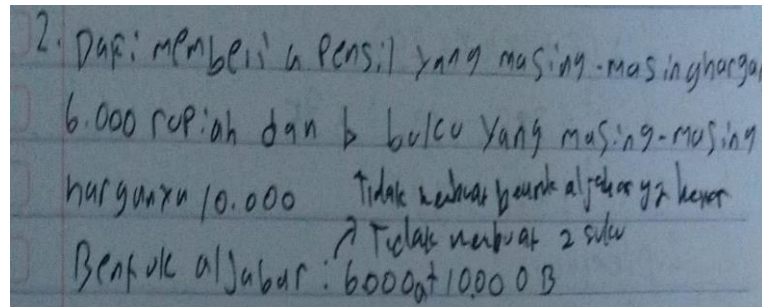 2. Dafi membeli a Pensil yang masing-masing harga
6.000 rupiah dan b buku yang masing-masing
harganya 10.000 Tidak membuat bentuk aljabar yg benar
↗ Tidak membuat 2 suku
Bentuk aljabar : 6000a + 10.000 B